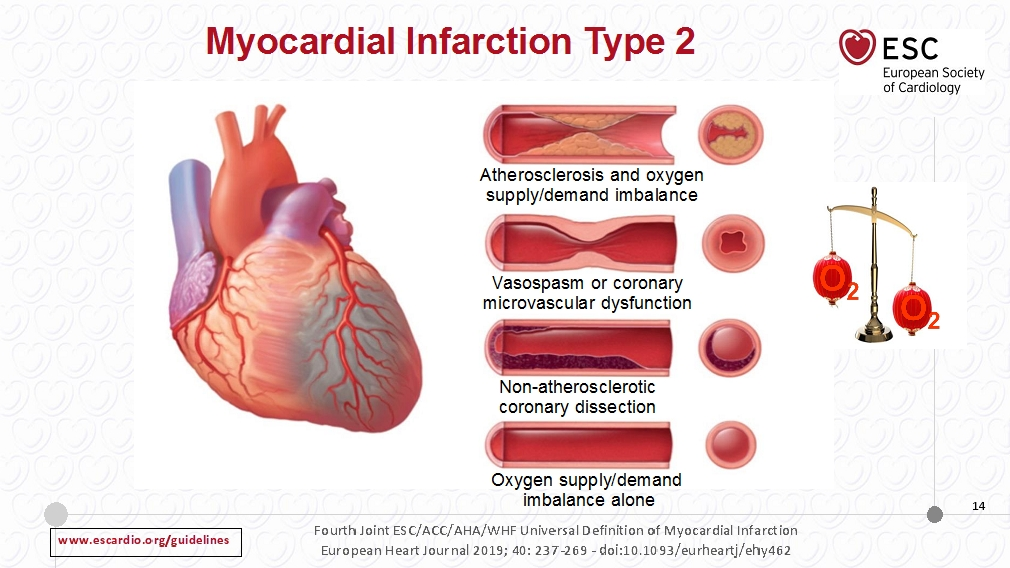 Myocardial Infarction Type 2
ESC
European Society
of Cardiology
Atherosclerosis and oxygen
supply/demand imbalance
Vasospasm or coronary
microvascular dysfunction
O2
O2
Non-atherosclerotic
coronary dissection
Oxygen supply/demand
imbalance alone
14
www.escardio.org/guidelines
Fourth Joint ESC/ACC/AHA/WHF Universal Definition of Myocardial Infarction
European Heart Journal 2019; 40: 237-269 - doi:10.1093/eurheartj/ehy462